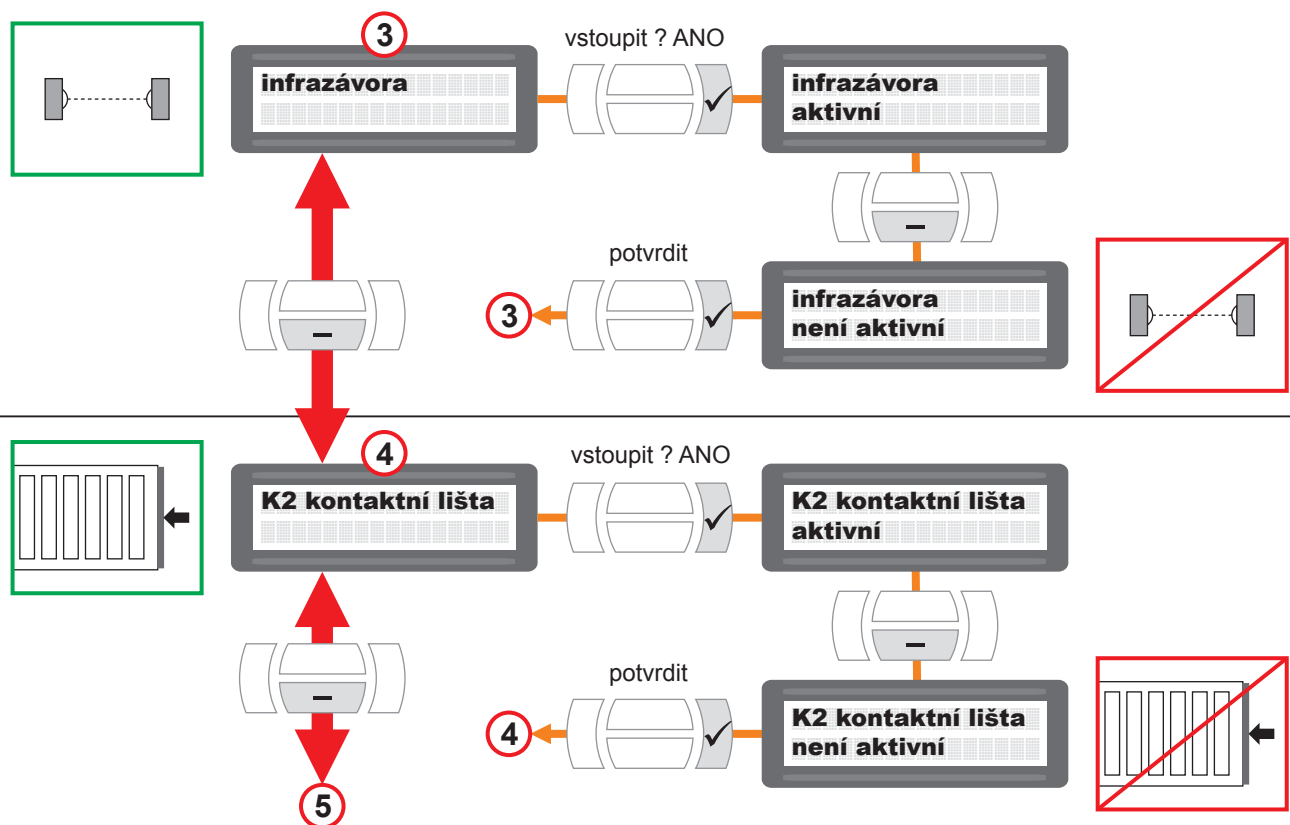 3
vstoupit ? ANO
infrazávora
infrazávora
aktivní
potvrdit
3
infrazávora
není aktivní
4
vstoupit ? ANO
K2 kontaktní lišta
K2 kontaktní lišta
aktivní
potvrdit
4
K2 kontaktní lišta
není aktivní
5